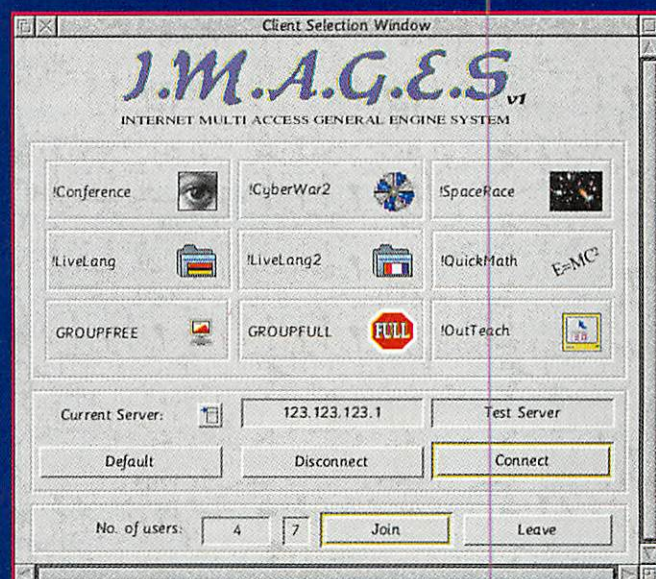 Client Selection Window
I.M.A.G.E.S v1
INTERNET MULTI ACCESS GENERAL ENGINE SYSTEM
!Conference !CyberWar2 !SpaceRace
!LiveLang !LiveLang2 !QuickMath E=MC²
GROUPFREE GROUPFULL FULL !OutTeach
Current Server: 123.123.123.1 Test Server
Default Disconnect Connect
No. of users: 4 7 Join Leave